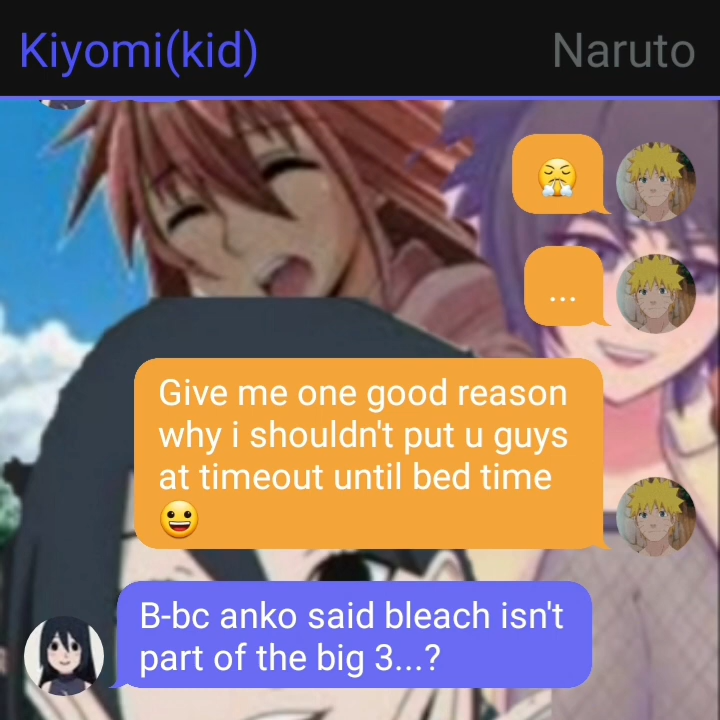 Kiyomi(kid) Naruto
😤
...
Give me one good reason
why i shouldn't put u guys
at timeout until bed time
😀
B-bc anko said bleach isn't
part of the big 3...?